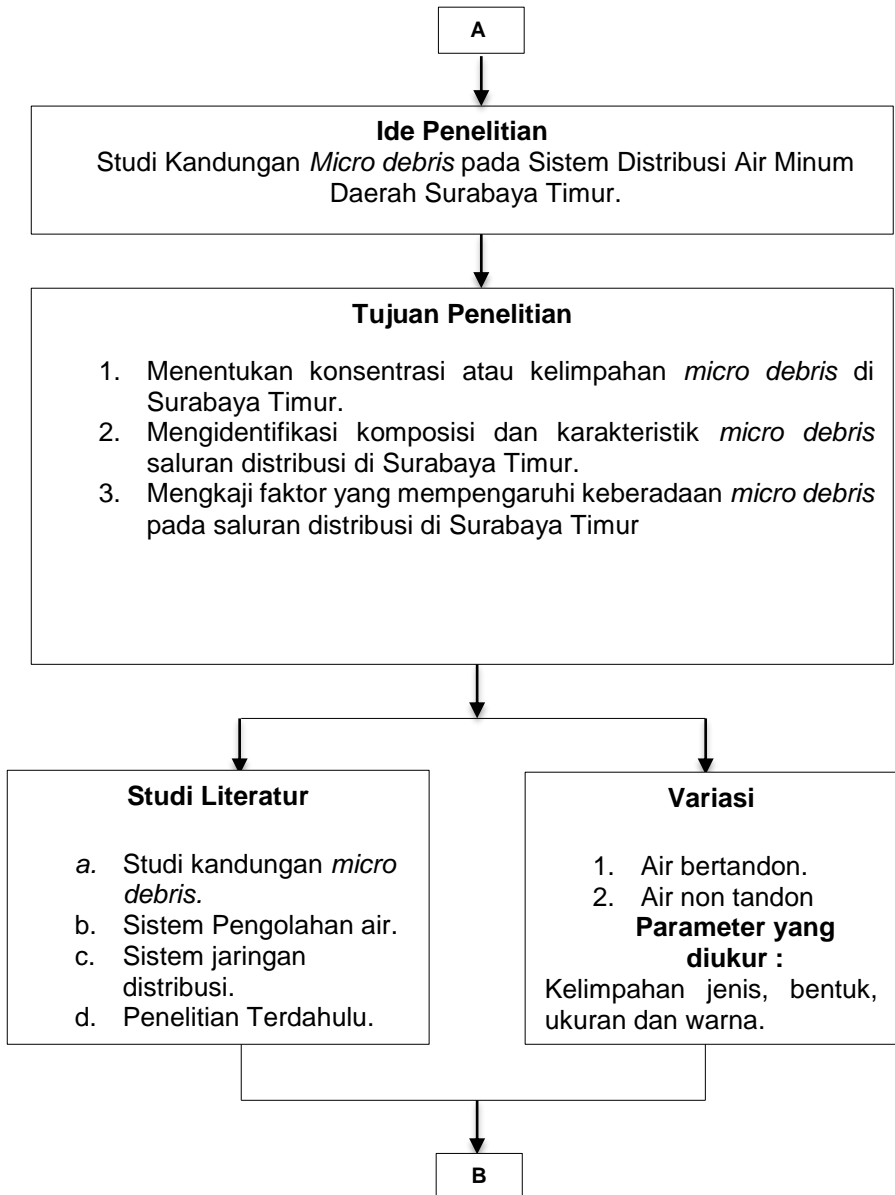 A
Ide Penelitian
Studi Kandungan Micro debris pada Sistem Distribusi Air Minum
Daerah Surabaya Timur.
Tujuan Penelitian
1. Menentukan konsentrasi atau kelimpahan micro debris di
Surabaya Timur.
2. Mengidentifikasi komposisi dan karakteristik micro debris
saluran distribusi di Surabaya Timur.
3. Mengkaji faktor yang mempengaruhi keberadaan micro debris
pada saluran distribusi di Surabaya Timur
Studi Literatur
a. Studi kandungan micro
debris.
b. Sistem Pengolahan air.
c. Sistem jaringan
distribusi.
d. Penelitian Terdahulu.
Variasi
1. Air bertandon.
2. Air non tandon
Parameter yang
diukur :
Kelimpahan jenis, bentuk,
ukuran dan warna.
B